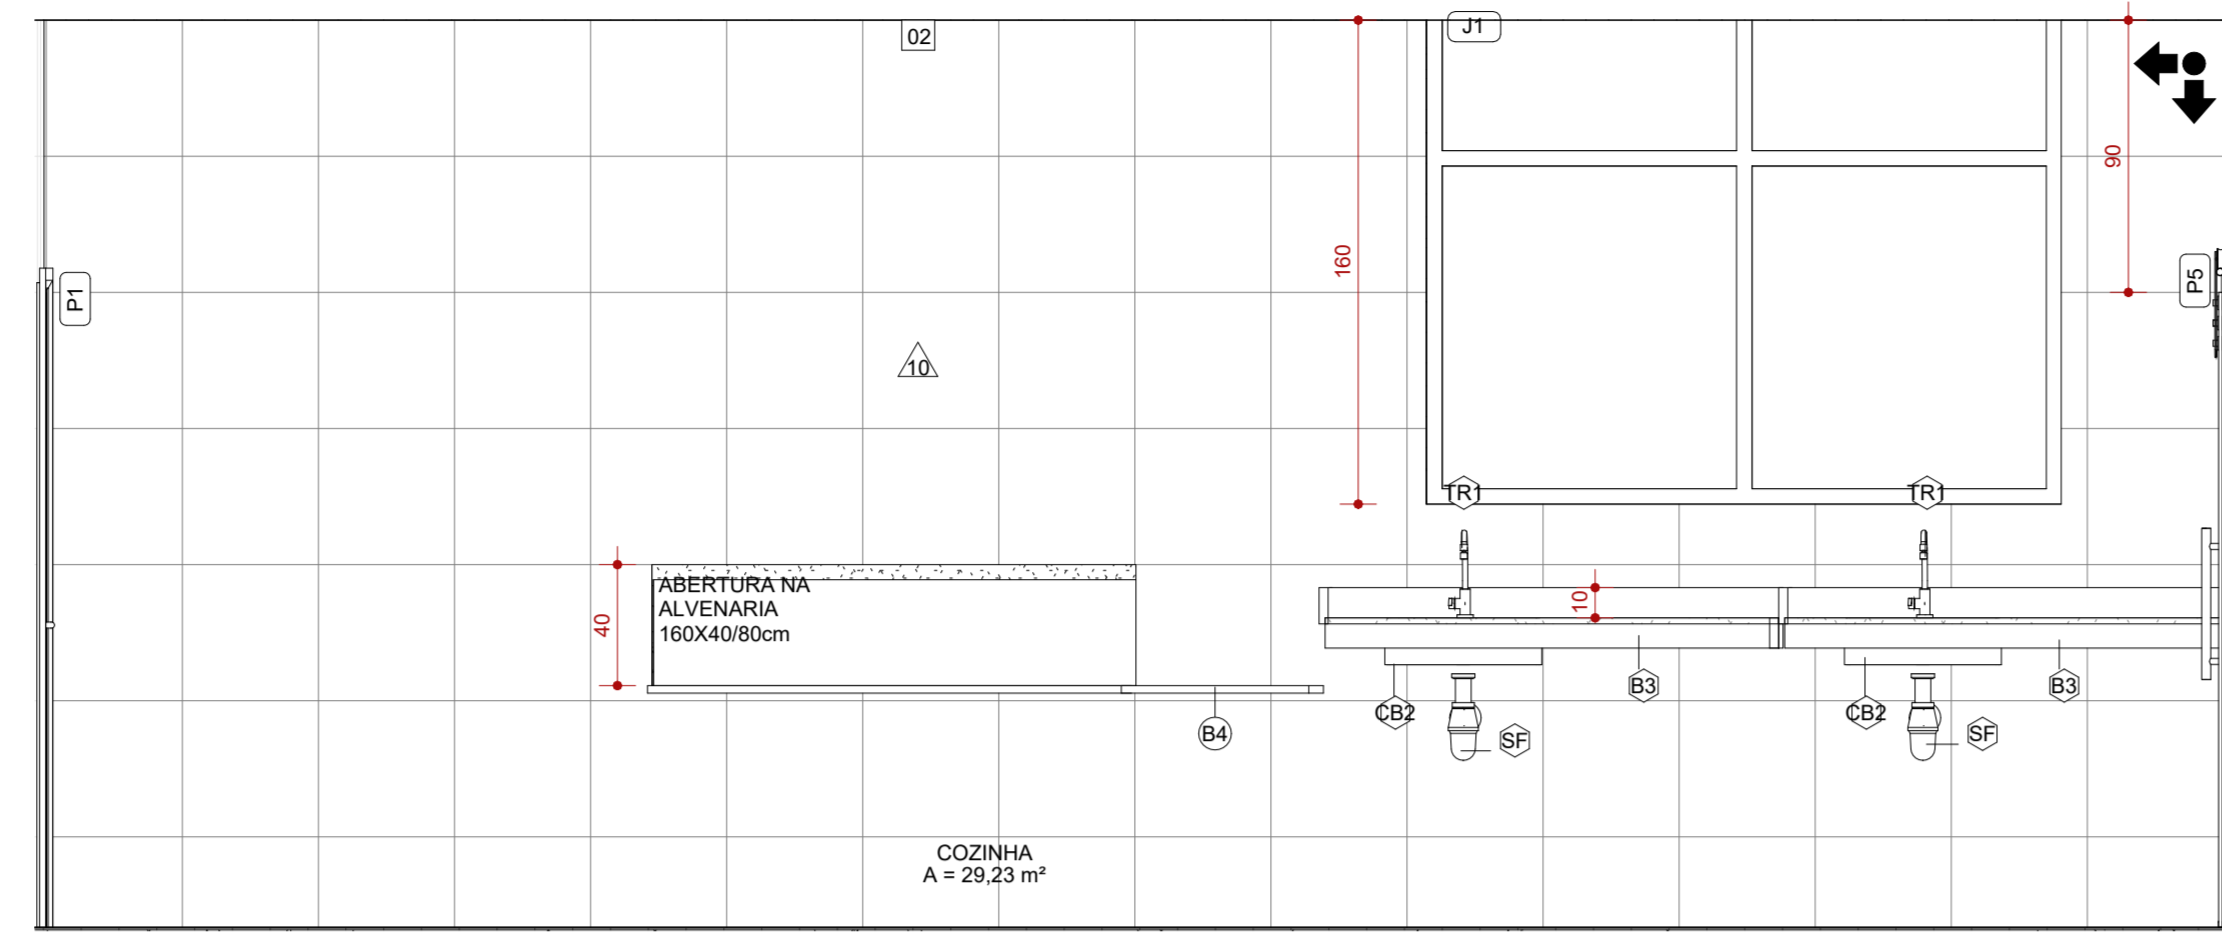 02
J1
90
160
P5
P1
10
TR1
TR1
ABERTURA NA
ALVENARIA
160X40/80cm
40
10
B3
B3
CB2
CB2
B4
SF
SF
COZINHA
A = 29,23 m²